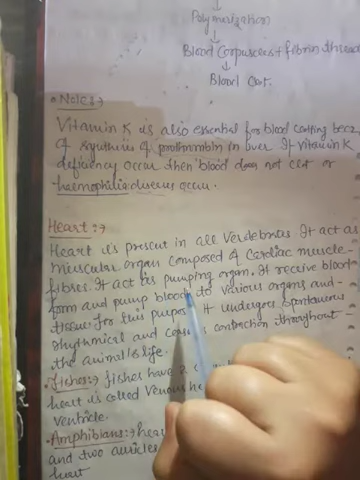 Polymerization
↓
Blood Corpuscles + fibrin thread
↓
Blood Clot.
• Note :→
Vitamin K is also essential for blood clotting becz
of synthesis of prothrombin in liver. If vitamin K
deficiency occur then blood does not clot or
haemophilia disease occur.
Heart :→
Heart is present in all vertebrates. It act as
muscular organ composed of Cardiac muscle-
fibres. It act as pumping organ. It receive blood
from and pump blood to various organs and-
tissue for this purpose It undergoes spontaneous
rhythmical and contraction throughout
the animal's life.
• fishes :→ fisher have 2
heart is called Venous he
Ventricle.
• Amphibians :→ hear
and two auricles
heart